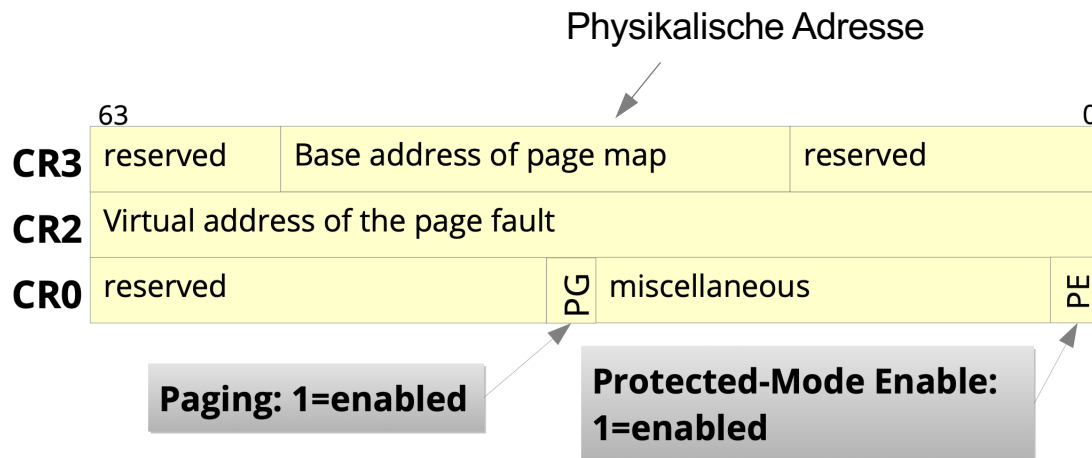 Physikalische Adresse
63 0
CR3 reserved Base address of page map reserved
CR2 Virtual address of the page fault
CR0 reserved PG miscellaneous PE
Paging: 1=enabled
Protected-Mode Enable:
1=enabled